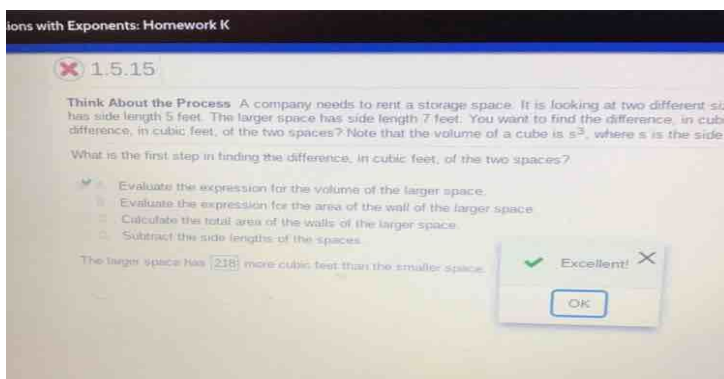 ions with Exponents: Homework K
1.5.15
Think About the Process A company needs to rent a storage space. It is looking at two different
has side length 5 feet. The larger space has side length 7 feet. You want to find the difference, in cub
difference, in cubic feet, of the two spaces? Note that the volume of a cube is s³, where s is the side
What is the first step in finding the difference, in cubic feet, of the two spaces?
Evaluate the expression for the volume of the larger space.
Evaluate the expression for the area of the wall of the larger space
Calculate the total area of the walls of the larger space.
Subtract the side lengths of the spaces
The larger space has 218 more cubic feet than the smaller space.
Excellent!
OK